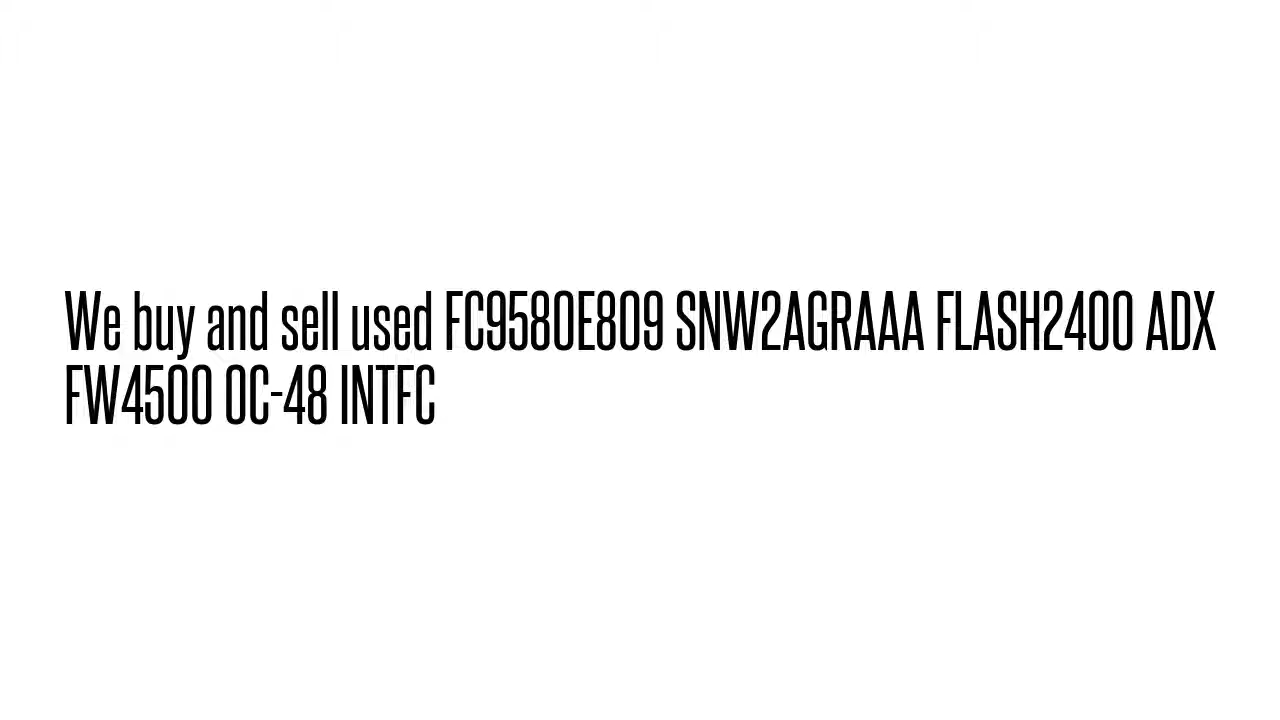 We buy and sell used FC9580E809 SNW2AGRAAA FLASH2400 ADX
FW4500 OC-48 INTFC